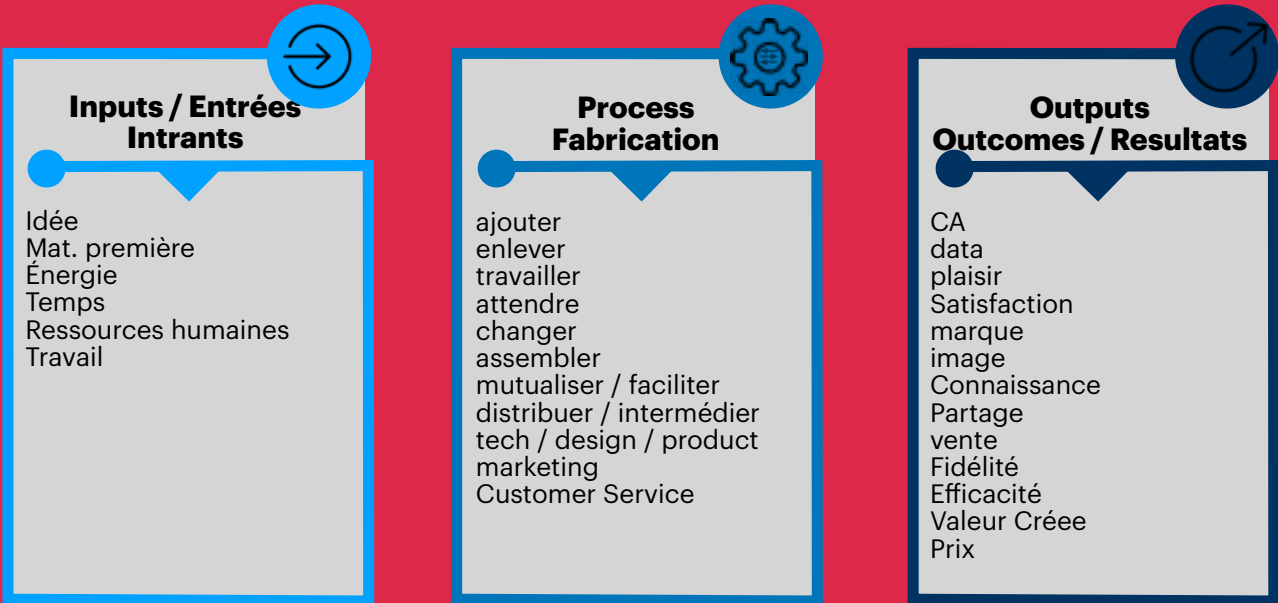 Inputs / Entrées
Intrants
Idée
Mat. première
Énergie
Temps
Ressources humaines
Travail
Process
Fabrication
ajouter
enlever
travailler
attendre
changer
assembler
mutualiser / faciliter
distribuer / intermédier
tech / design / product
marketing
Customer Service
Outputs
Outcomes / Resultats
CA
data
plaisir
Satisfaction
marque
image
Connaissance
Partage
vente
Fidélité
Efficacité
Valeur Créee
Prix